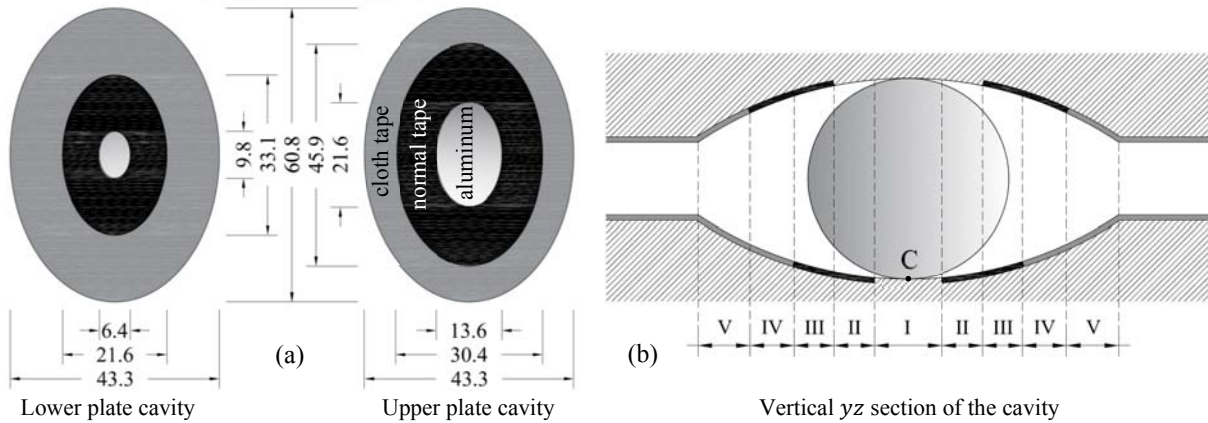 9.8
33.1
60.8
45.9
21.6
cloth tape
normal tape
aluminum
6.4
21.6
43.3
(a)
13.6
30.4
43.3
Lower plate cavity
Upper plate cavity
C
V IV III II I II III IV V
(b)
Vertical yz section of the cavity